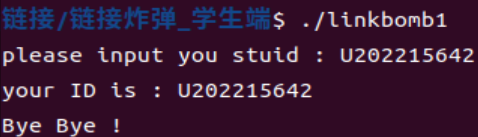 链接/链接炸弹_学生端$ ./linkbomb1
please input you stuid : U202215642
your ID is : U202215642
Bye Bye !